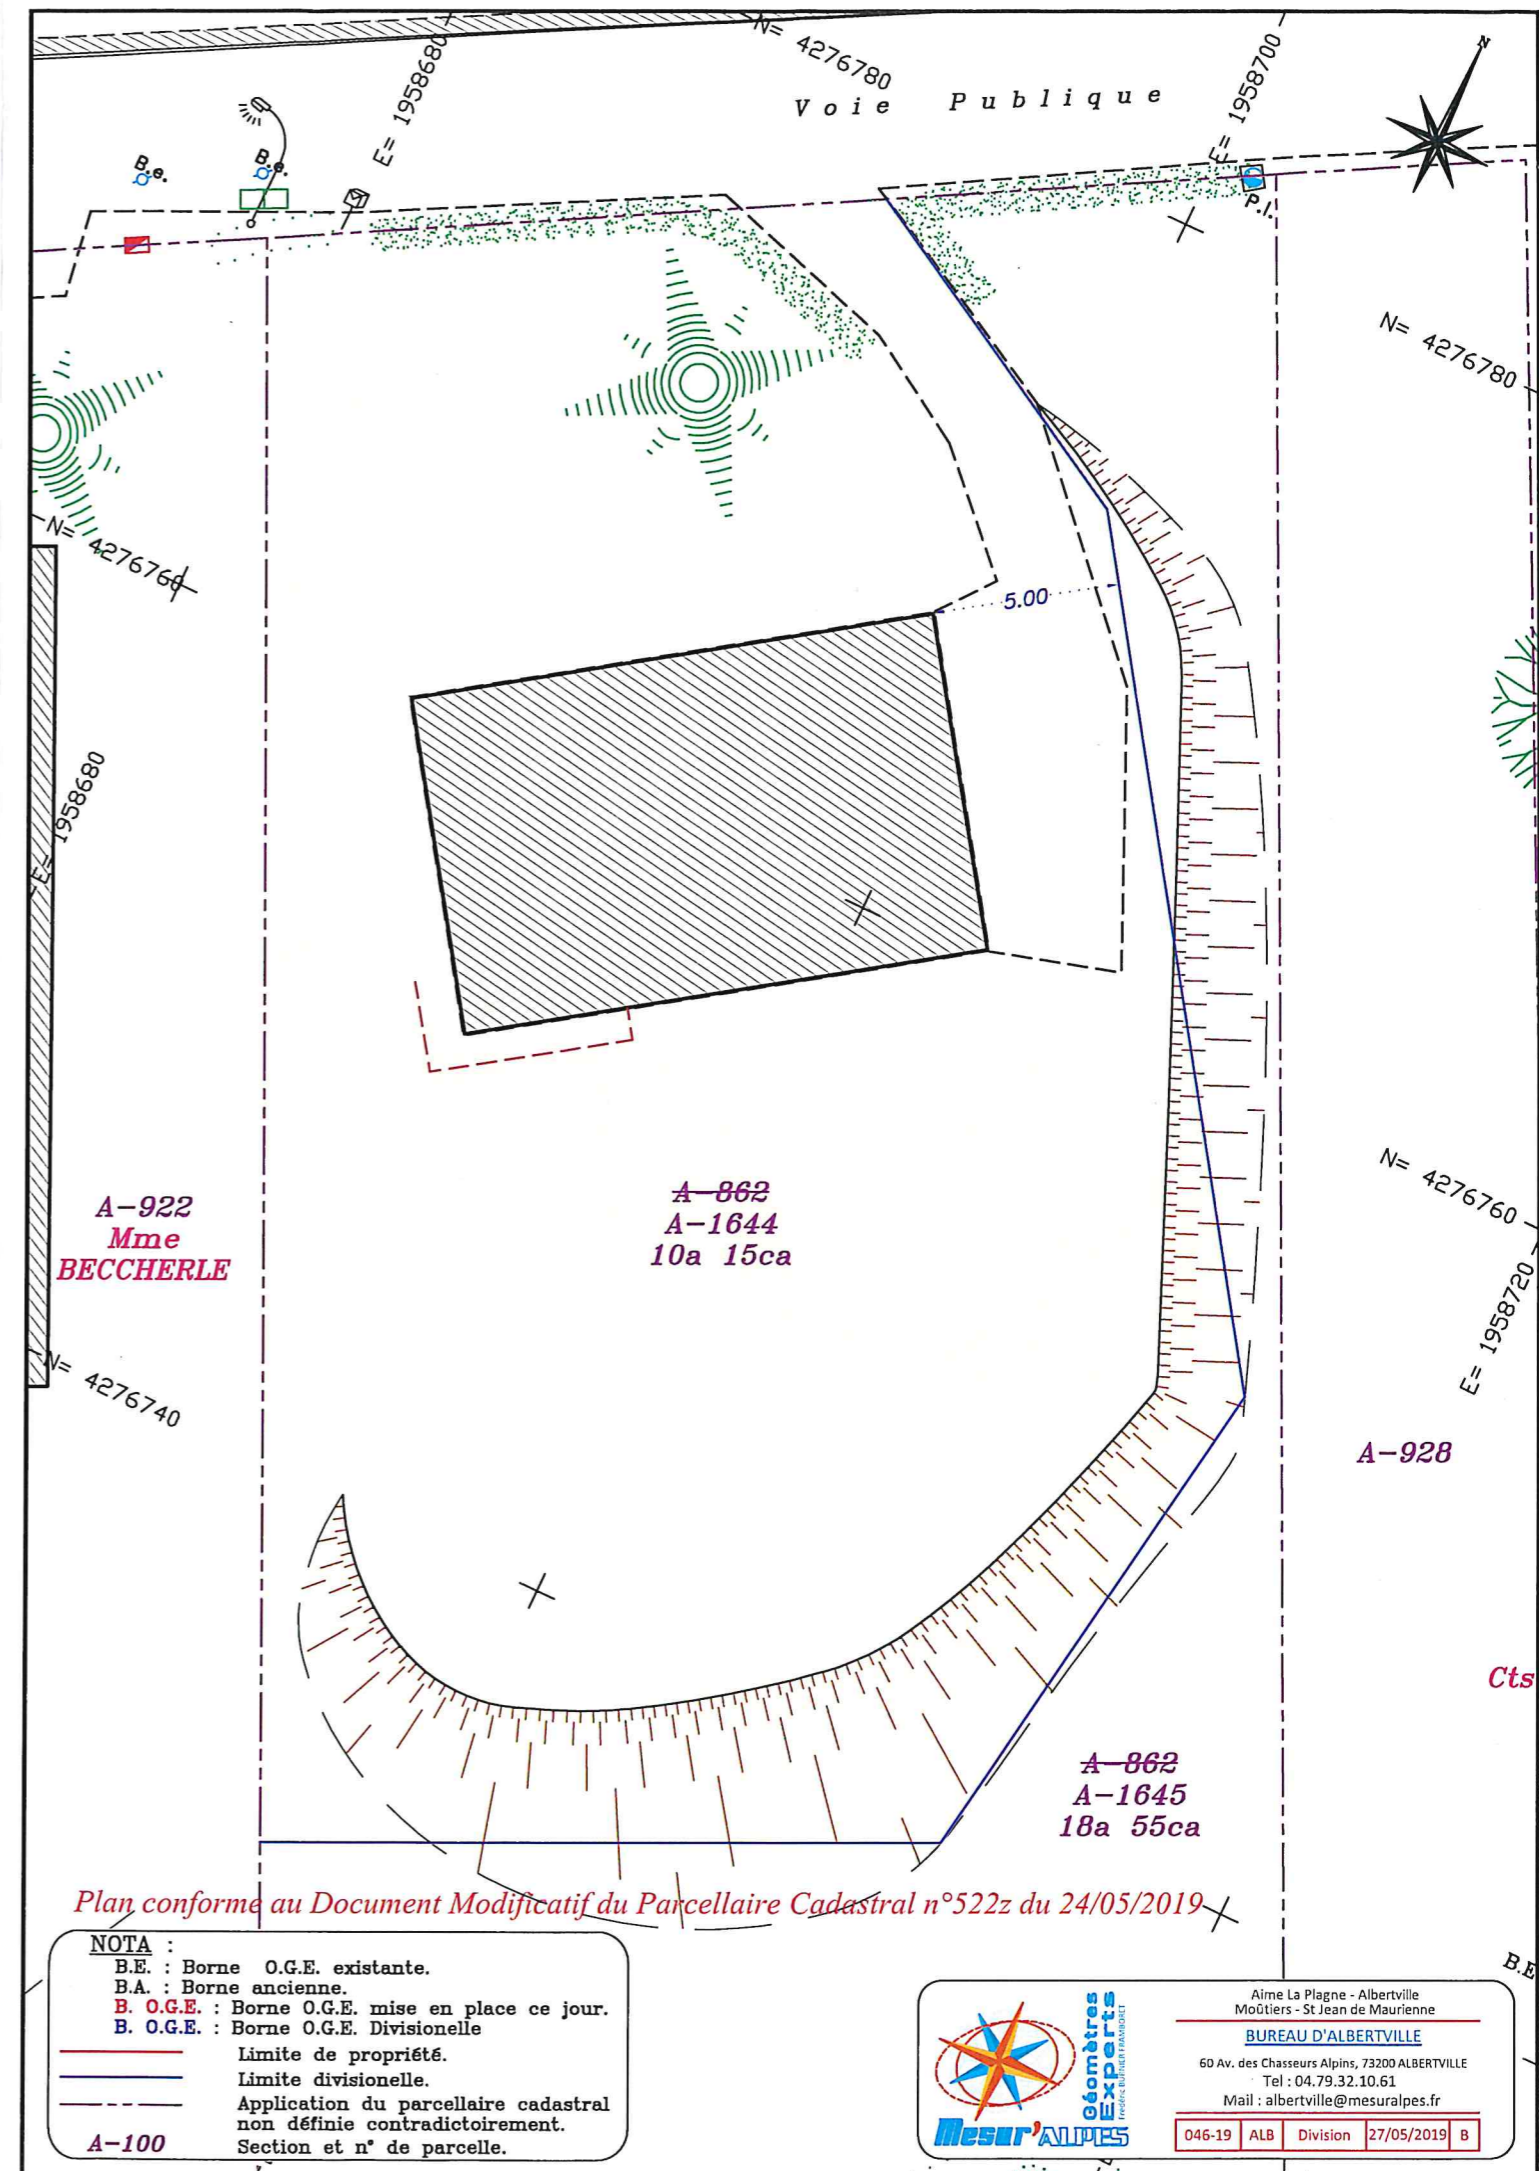 N= 4276780
E= 1958680
E= 1958700
Voie Publique
N
B.e.
B.e.
P.l.
N= 4276780
N= 4276760
5.00
E= 1958680
A-922
Mme
BECCHERLE
A-862
A-1644
10a 15ca
N= 4276760
E= 1958720
N= 4276740
A-928
Cts
A-862
A-1645
18a 55ca
Plan conforme au Document Modificatif du Parcellaire Cadastral n°522z du 24/05/2019
B.E
NOTA :
B.E. : Borne O.G.E. existante.
B.A. : Borne ancienne.
B. O.G.E. : Borne O.G.E. mise en place ce jour.
B. O.G.E. : Borne O.G.E. Divisionelle
Limite de propriété.
Limite divisionelle.
Application du parcellaire cadastral
non définie contradictoirement.
A-100 Section et n° de parcelle.
Géomètres
Experts
Mesur'ALPES
Aime La Plagne - Albertville
Moûtiers - St Jean de Maurienne
BUREAU D'ALBERTVILLE
60 Av. des Chasseurs Alpins, 73200 ALBERTVILLE
Tel : 04.79.32.10.61
Mail : albertville@mesuralpes.fr
046-19 ALB Division 27/05/2019 B